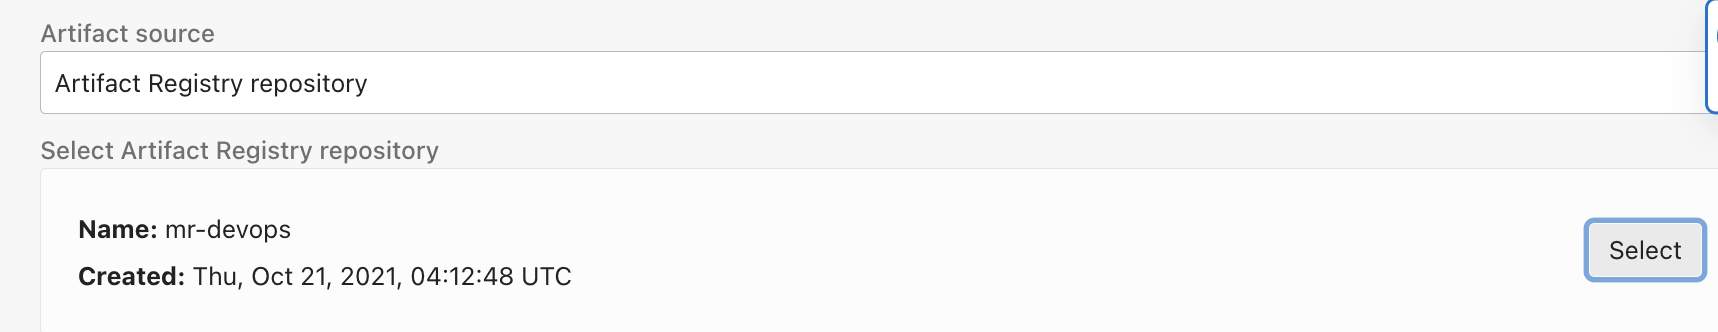 Artifact source
Artifact Registry repository
Select Artifact Registry repository
Name: mr-devops
Created: Thu, Oct 21, 2021, 04:12:48 UTC
Select